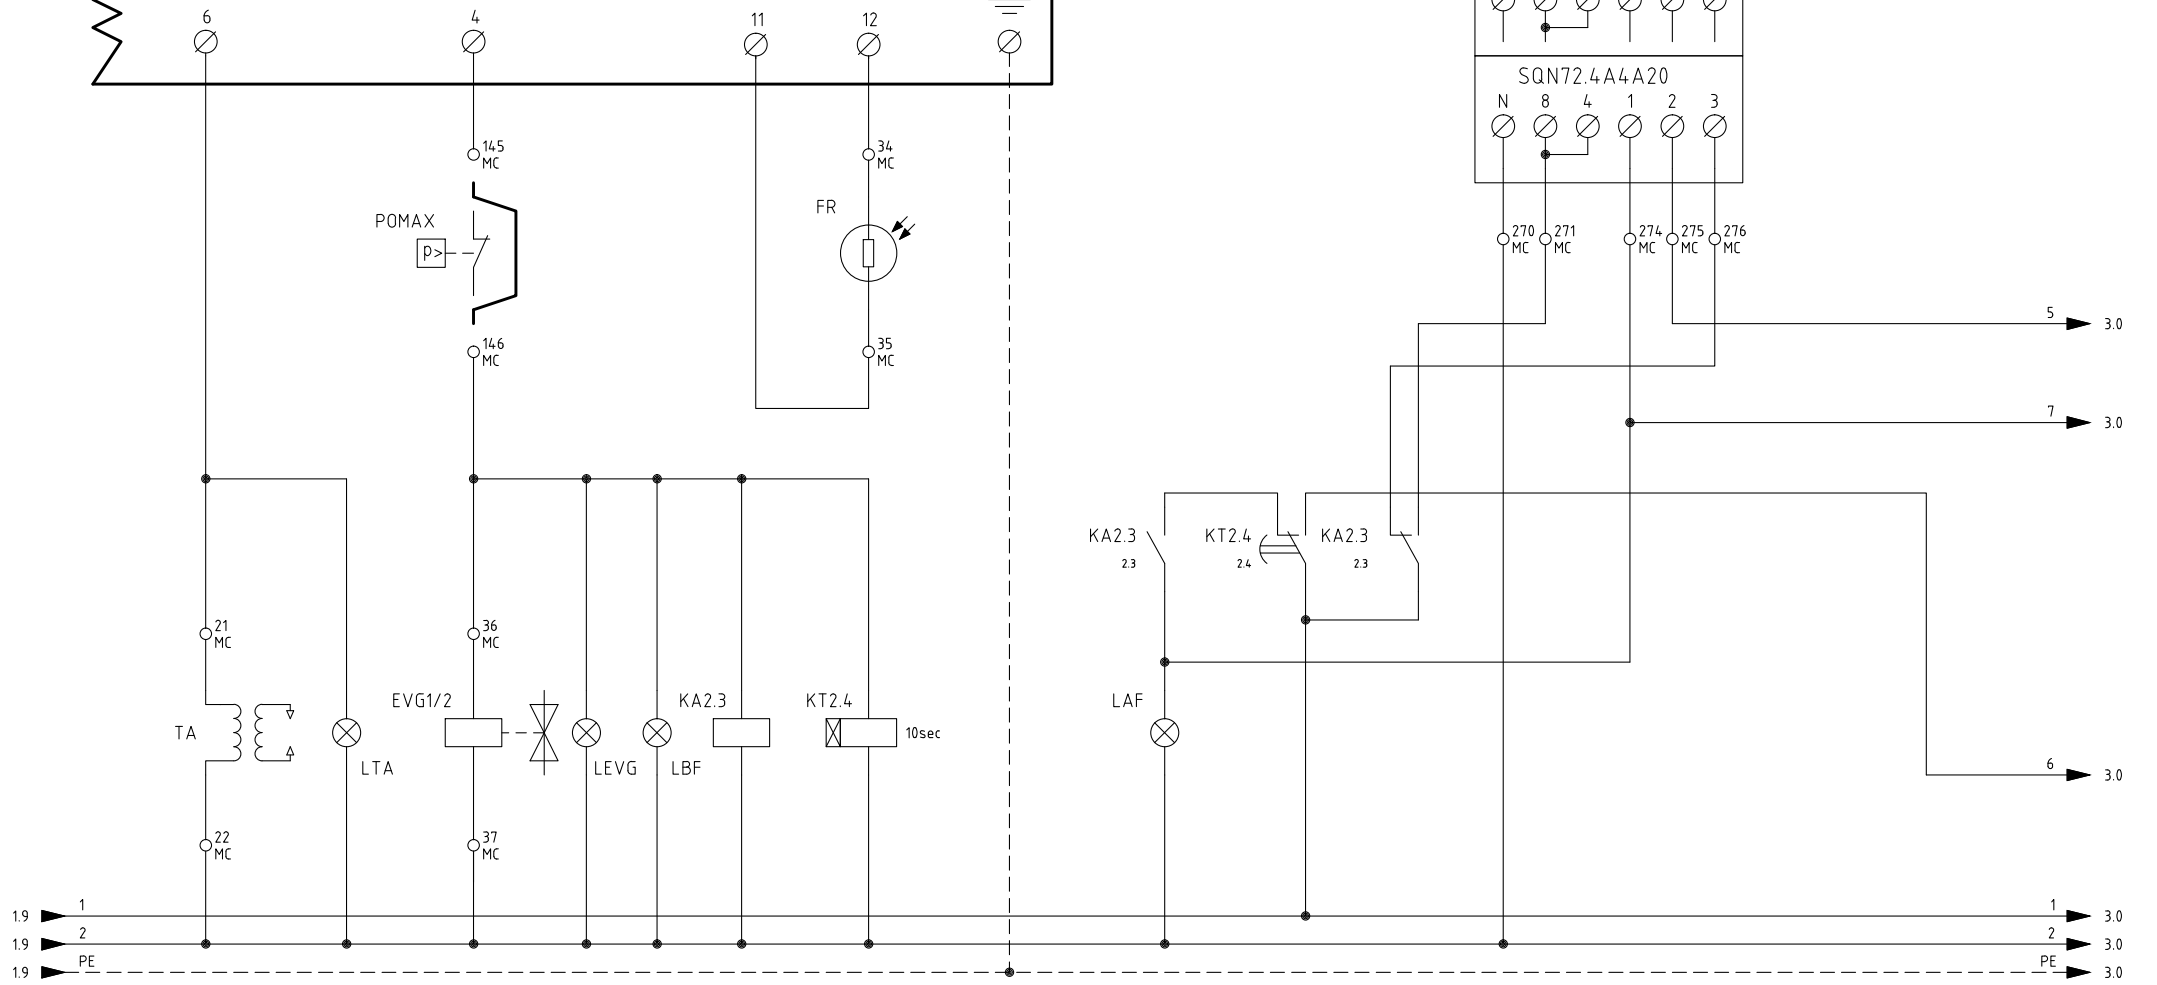 6 4 11 12
SQN72.4A4A20
N 8 4 1 2 3
145
MC
34
MC
POMAX
p>
FR
270
MC
271
MC
274
MC
275
MC
276
MC
146
MC
35
MC
5 3.0
7 3.0
KA2.3
2.3
KT2.4
2.4
KA2.3
2.3
21
MC
36
MC
TA
LTA
EVG1/2
LEVG
LBF
KA2.3
KT2.4
10sec
LAF
6 3.0
22
MC
37
MC
1.9 1 1 3.0
1.9 2 2 3.0
1.9 PE PE 3.0